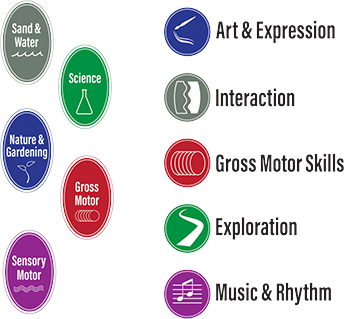 Sand &
Water
Science
Nature &
Gardening
Gross
Motor
Sensory
Motor
Art & Expression
Interaction
Gross Motor Skills
Exploration
Music & Rhythm